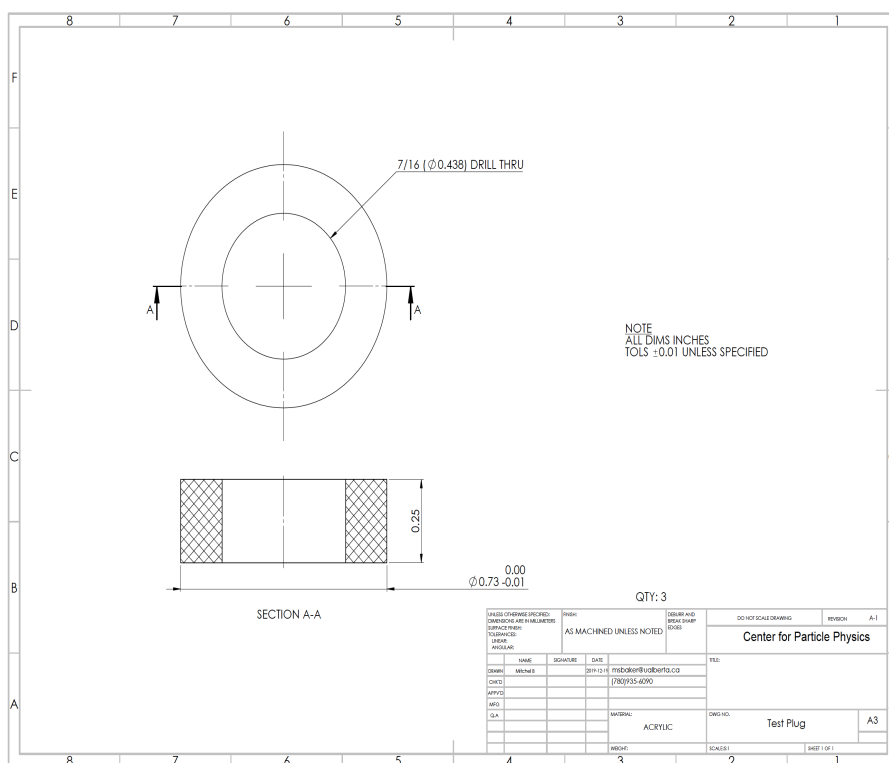 8 7 6 5 4 3 2 1
F
E
D
C
B
A
7/16 (∅0.438) DRILL THRU
A A
NOTE
ALL DIMS INCHES
TOLS ±0.01 UNLESS SPECIFIED
0.25
0.00
∅0.73 -0.01
SECTION A-A
QTY: 3
UNLESS OTHERWISE SPECIFIED:
DIMENSIONS ARE IN MILLIMETERS
SURFACE FINISH:
TOLERANCES:
LINEAR:
ANGULAR:
FINISH:
AS MACHINED UNLESS NOTED
DEBURR AND
BREAK SHARP
EDGES
DO NOT SCALE DRAWING
REVISION A-1
Center for Particle Physics
NAME SIGNATURE DATE
TITLE:
DRAWN Mitchel B 2019-12-19 msbaker@ualberta.ca
CHK'D (780)935-6090
APPV'D
MFG
Q.A
MATERIAL:
ACRYLIC
DWG NO.
Test Plug
A3
WEIGHT:
SCALE:5:1
SHEET 1 OF 1
8 7 6 5 4 3 2 1